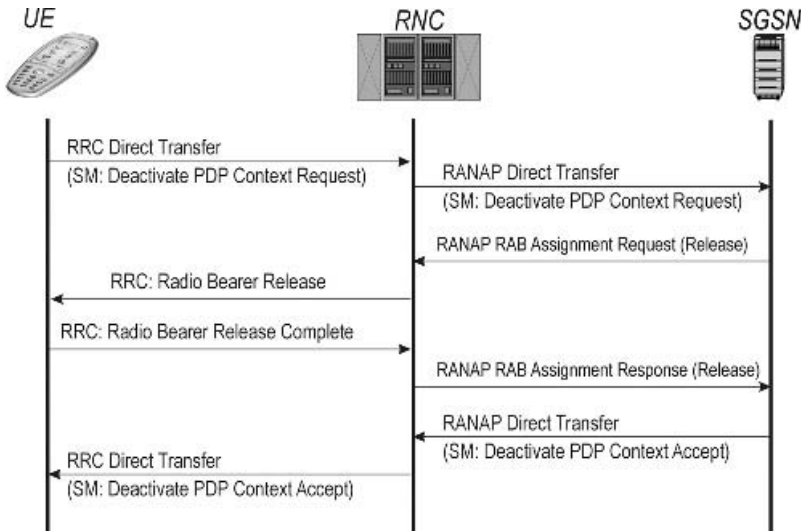 UE
RNC
SGSN
RRC Direct Transfer
(SM: Deactivate PDP Context Request)
RANAP Direct Transfer
(SM: Deactivate PDP Context Request)
RANAP RAB Assignment Request (Release)
RRC: Radio Bearer Release
RRC: Radio Bearer Release Complete
RANAP RAB Assignment Response (Release)
RANAP Direct Transfer
(SM: Deactivate PDP Context Accept)
RRC Direct Transfer
(SM: Deactivate PDP Context Accept)